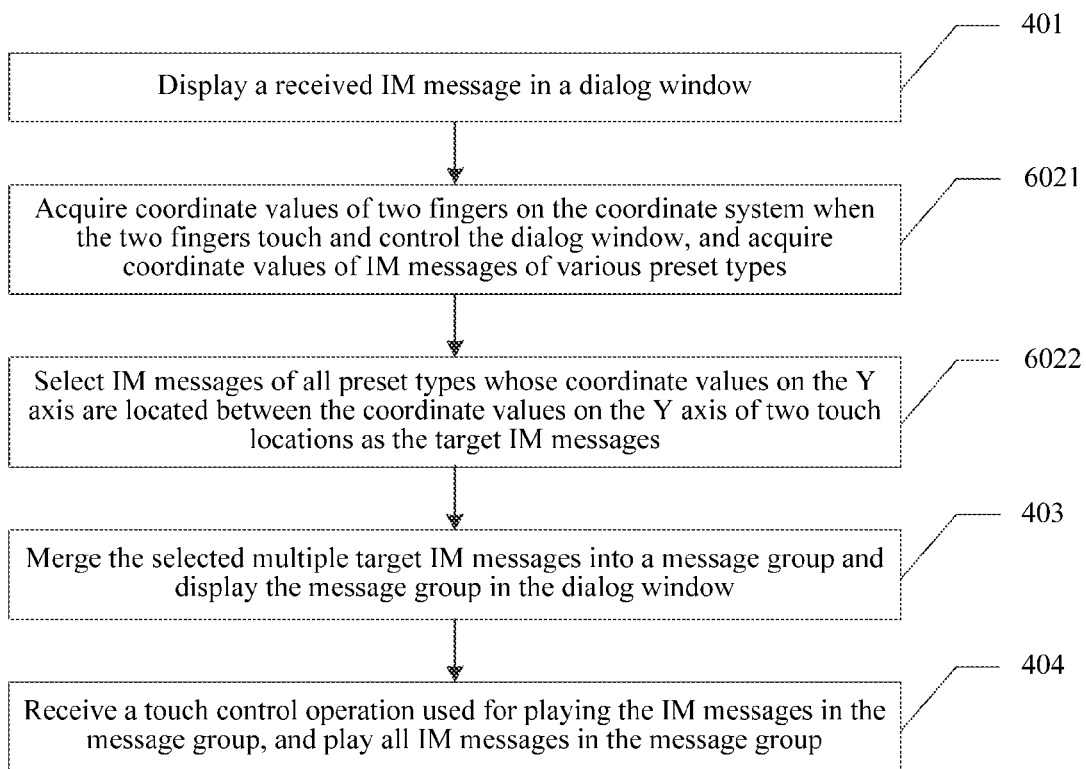 401
Display a received IM message in a dialog window
6021
Acquire coordinate values of two fingers on the coordinate system when
the two fingers touch and control the dialog window, and acquire
coordinate values of IM messages of various preset types
6022
Select IM messages of all preset types whose coordinate values on the Y
axis are located between the coordinate values on the Y axis of two touch
locations as the target IM messages
403
Merge the selected multiple target IM messages into a message group and
display the message group in the dialog window
404
Receive a touch control operation used for playing the IM messages in the
message group, and play all IM messages in the message group